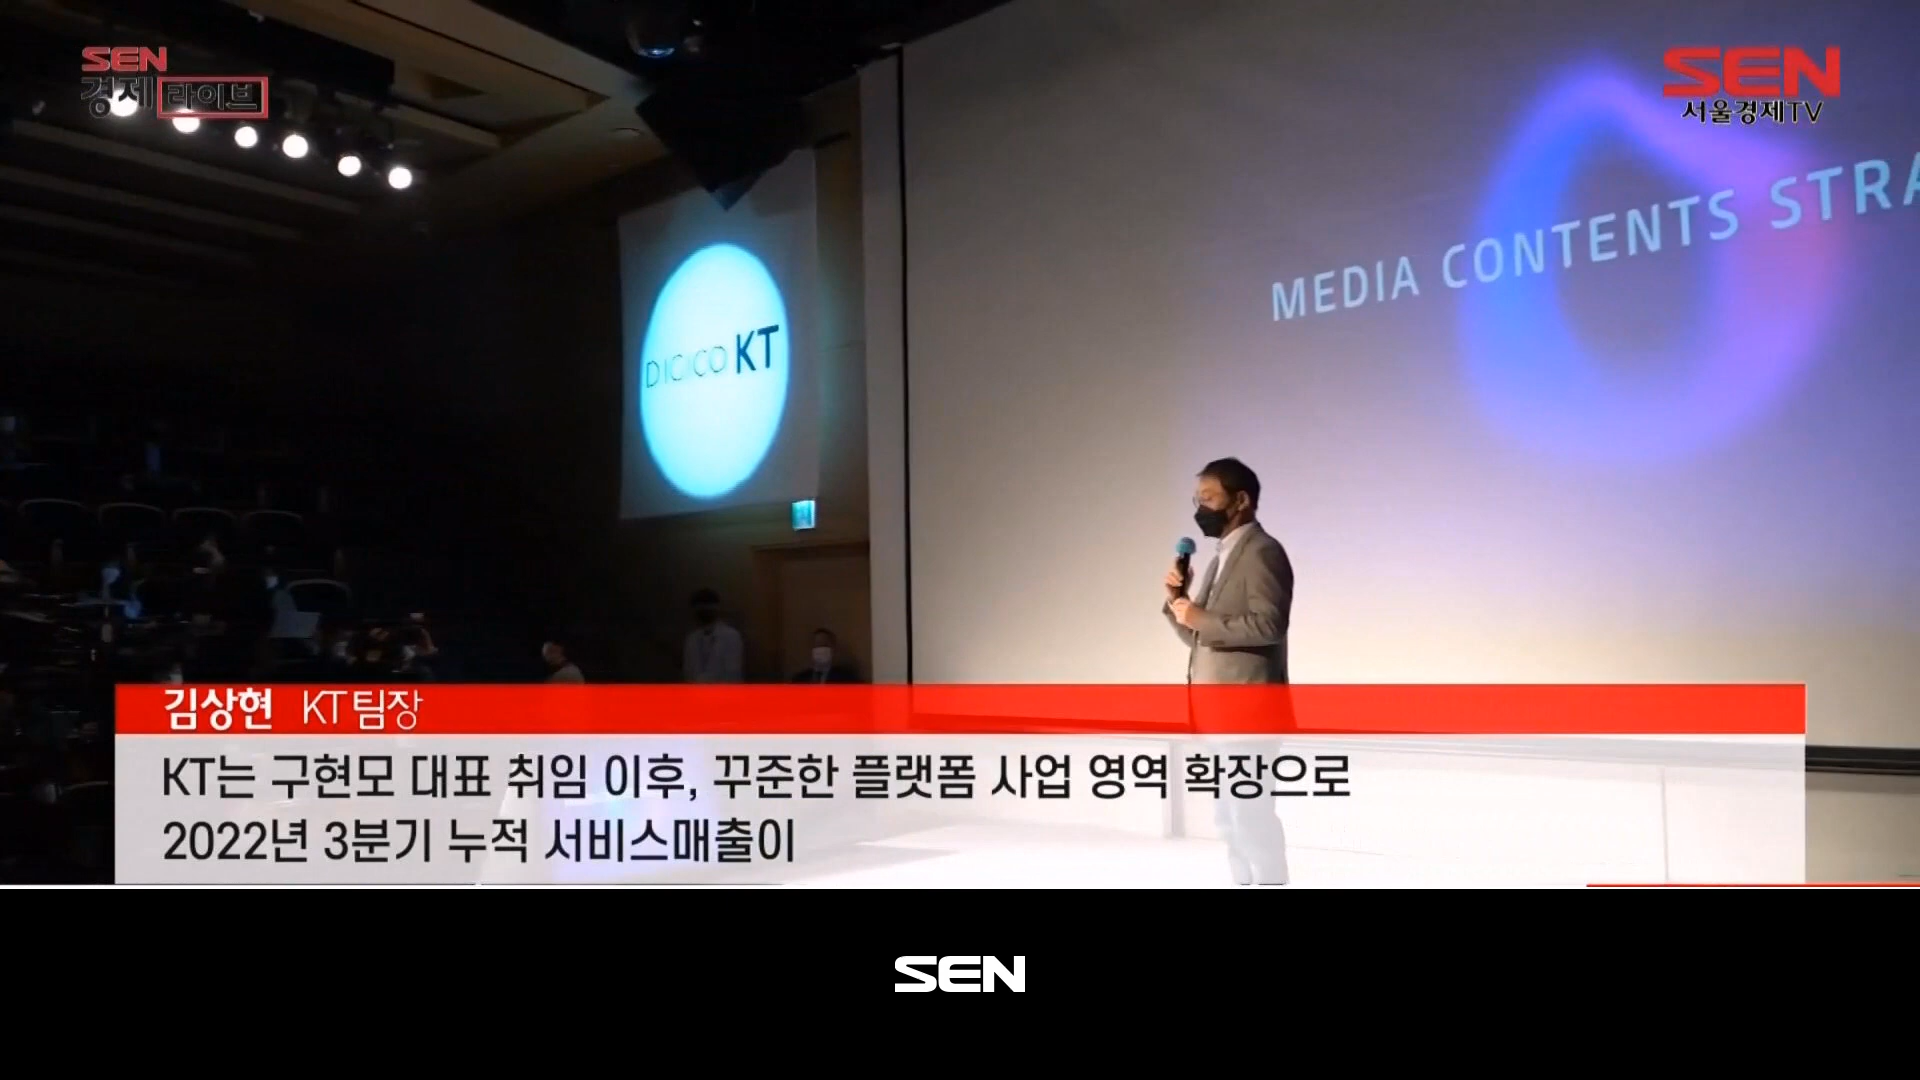 SEN
경제 라이브
SEN
서울경제TV
MEDIA CONTENTS STRA
DIGICO KT
김상현 KT팀장
KT는 구현모 대표 취임 이후, 꾸준한 플랫폼 사업 영역 확장으로
2022년 3분기 누적 서비스매출이
SEN